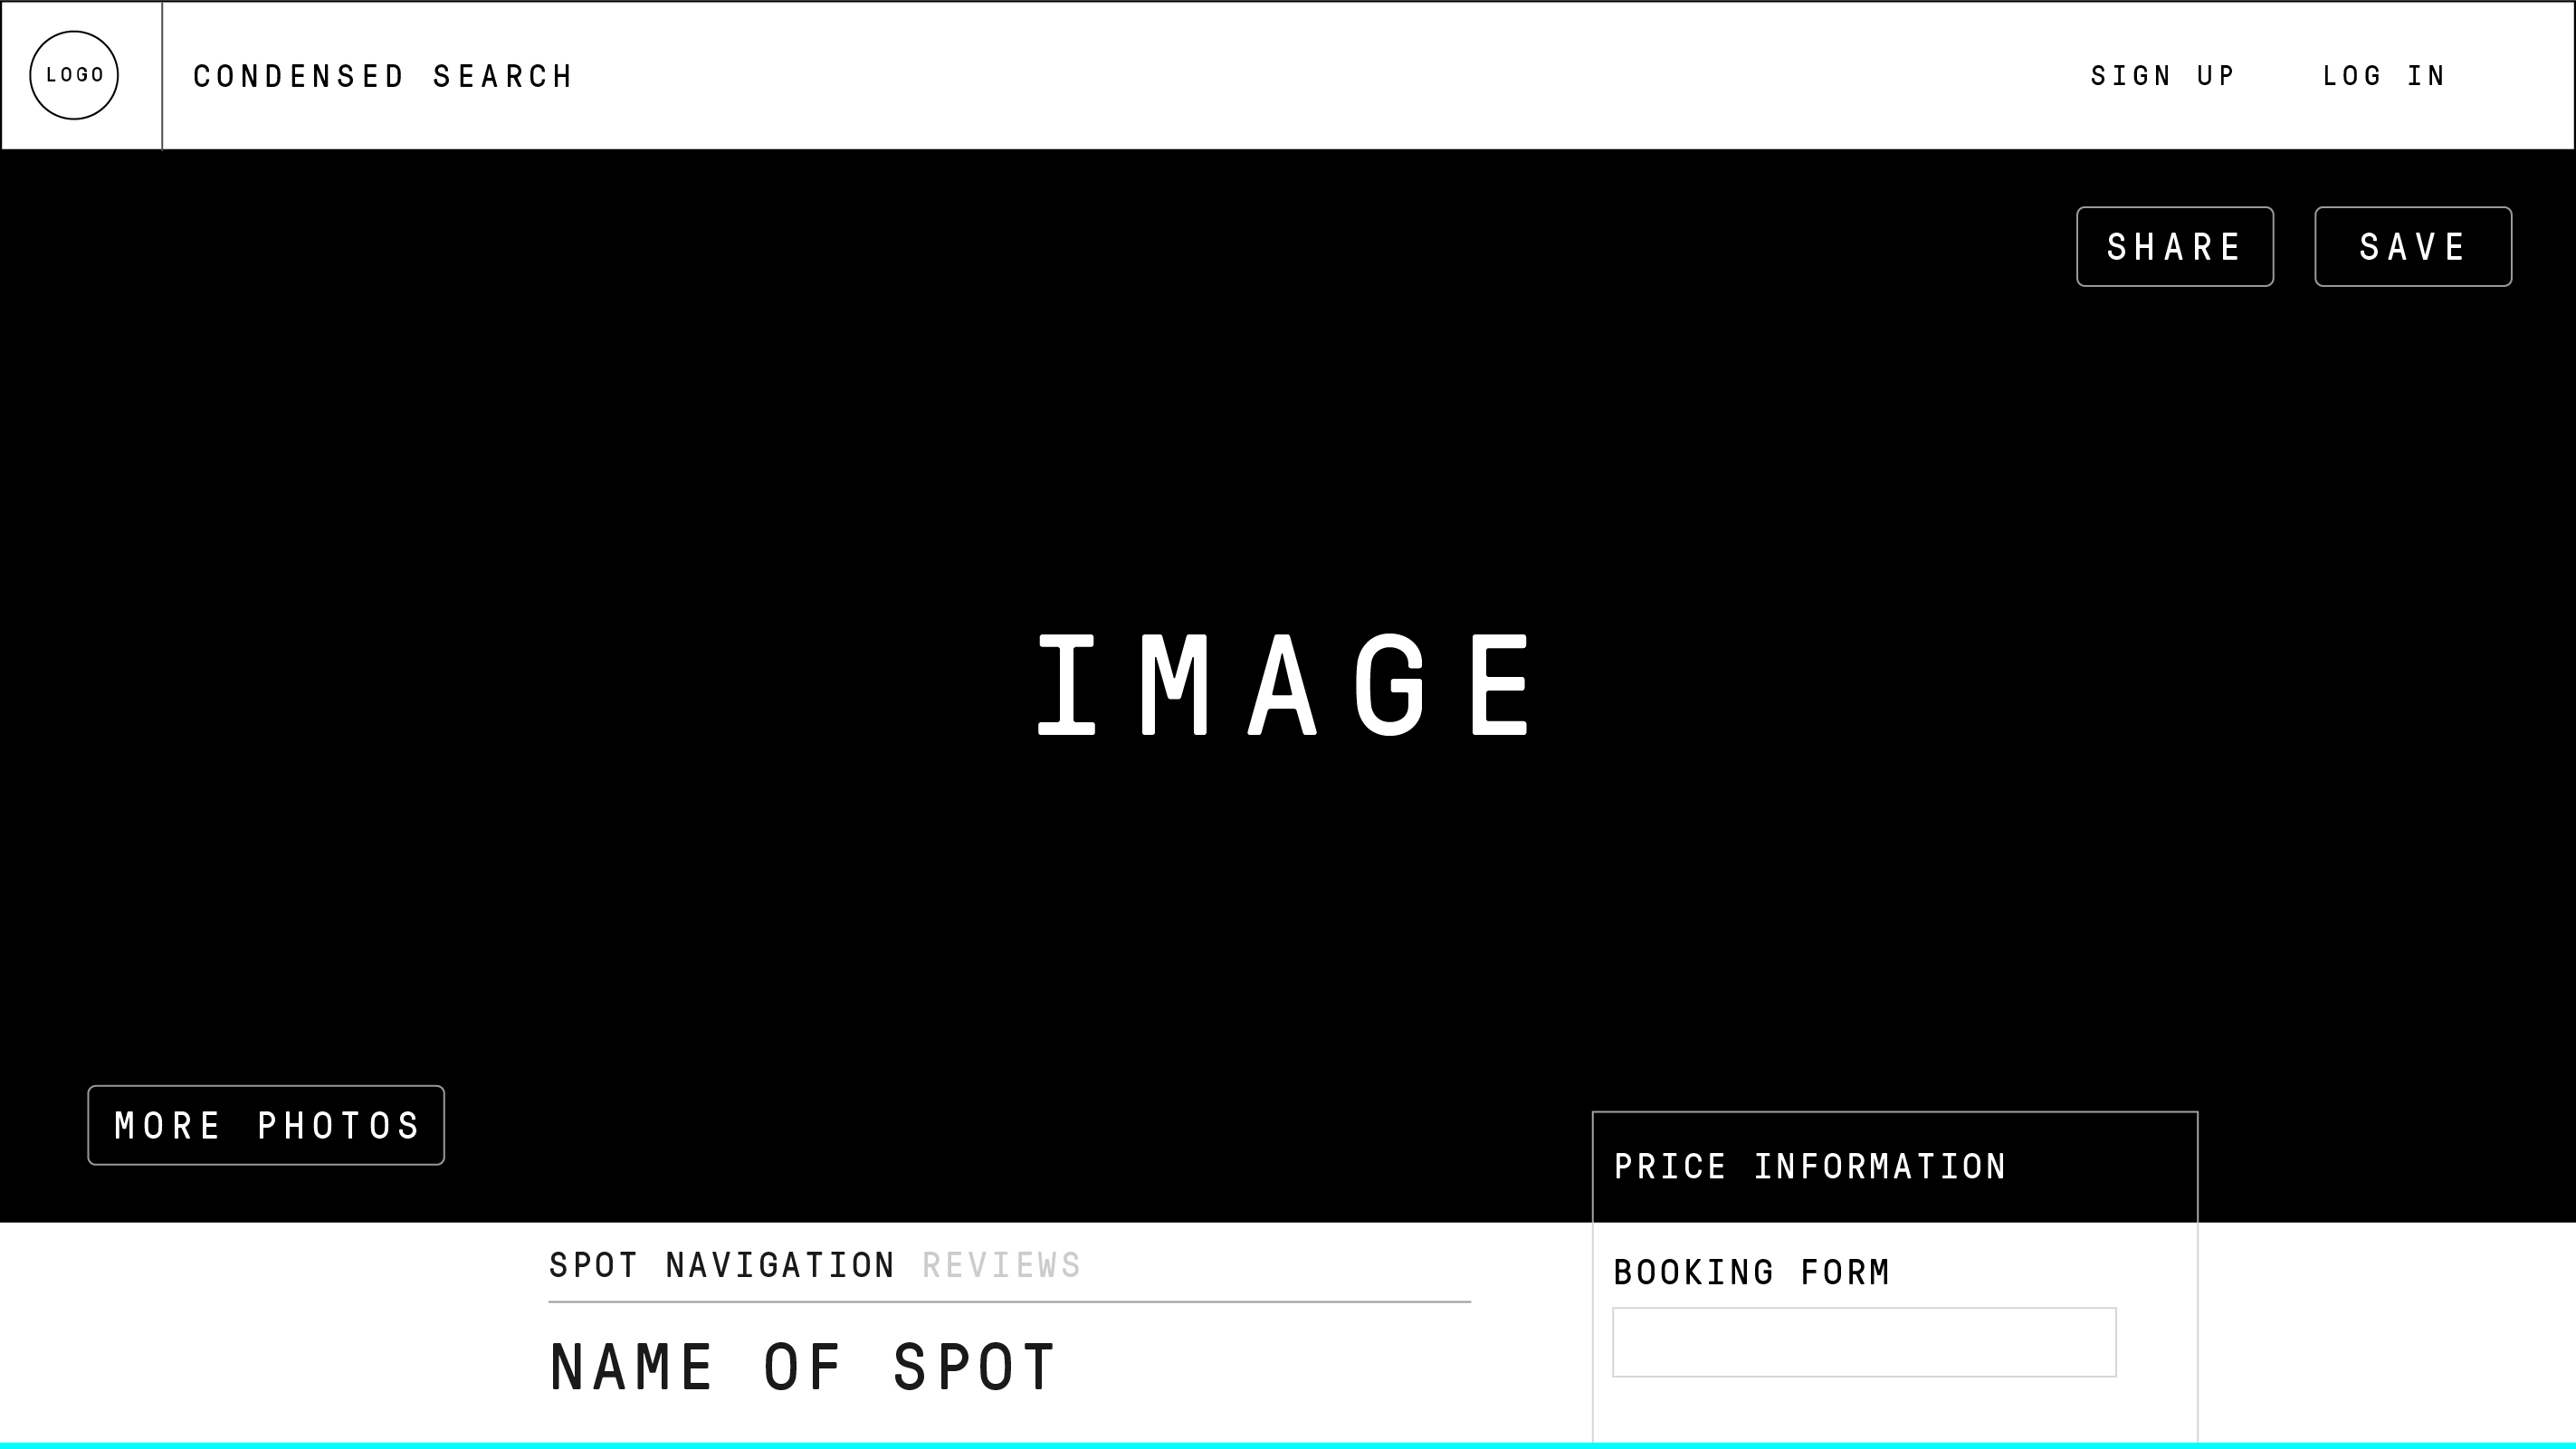 LOGO
CONDENSED SEARCH
SIGN UP
LOG IN
SHARE
SAVE
IMAGE
MORE PHOTOS
PRICE INFORMATION
SPOT NAVIGATION REVIEWS
NAME OF SPOT
BOOKING FORM